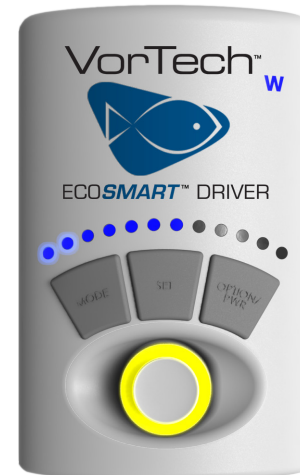 VorTech™
W
ECOSMART™ DRIVER
MODE
SET
OPTION/
PWR